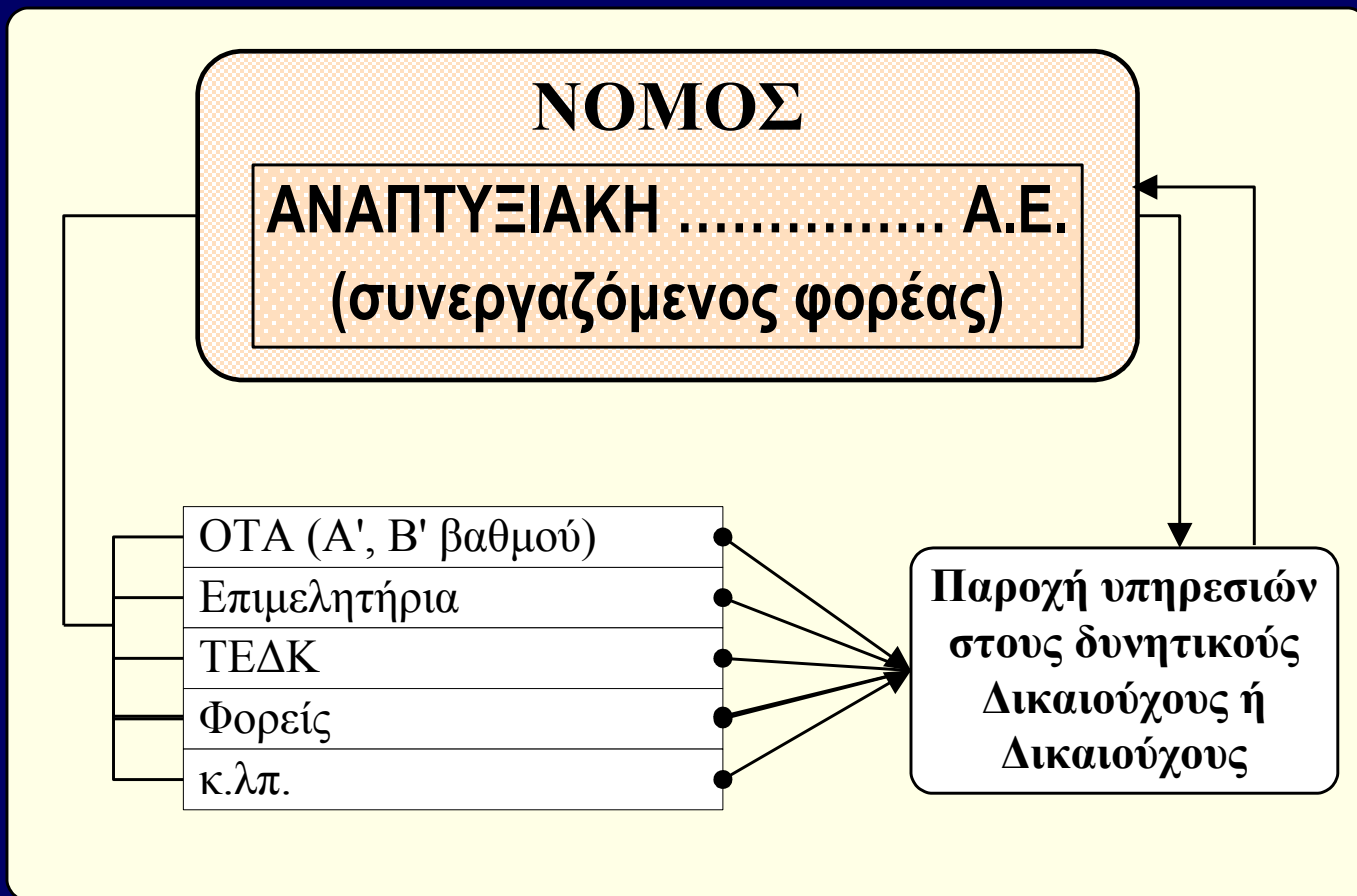 ΝΟΜΟΣ
ΑΝΑΠΤΥΞΙΑΚΗ ............... Α.Ε.
(συνεργαζόμενος φορέας)
ΟΤΑ (Α', Β' βαθμού)
Επιμελητήρια
ΤΕΔΚ
Φορείς
κ.λπ.
Παροχή υπηρεσιών
στους δυνητικούς
Δικαιούχους ή
Δικαιούχους